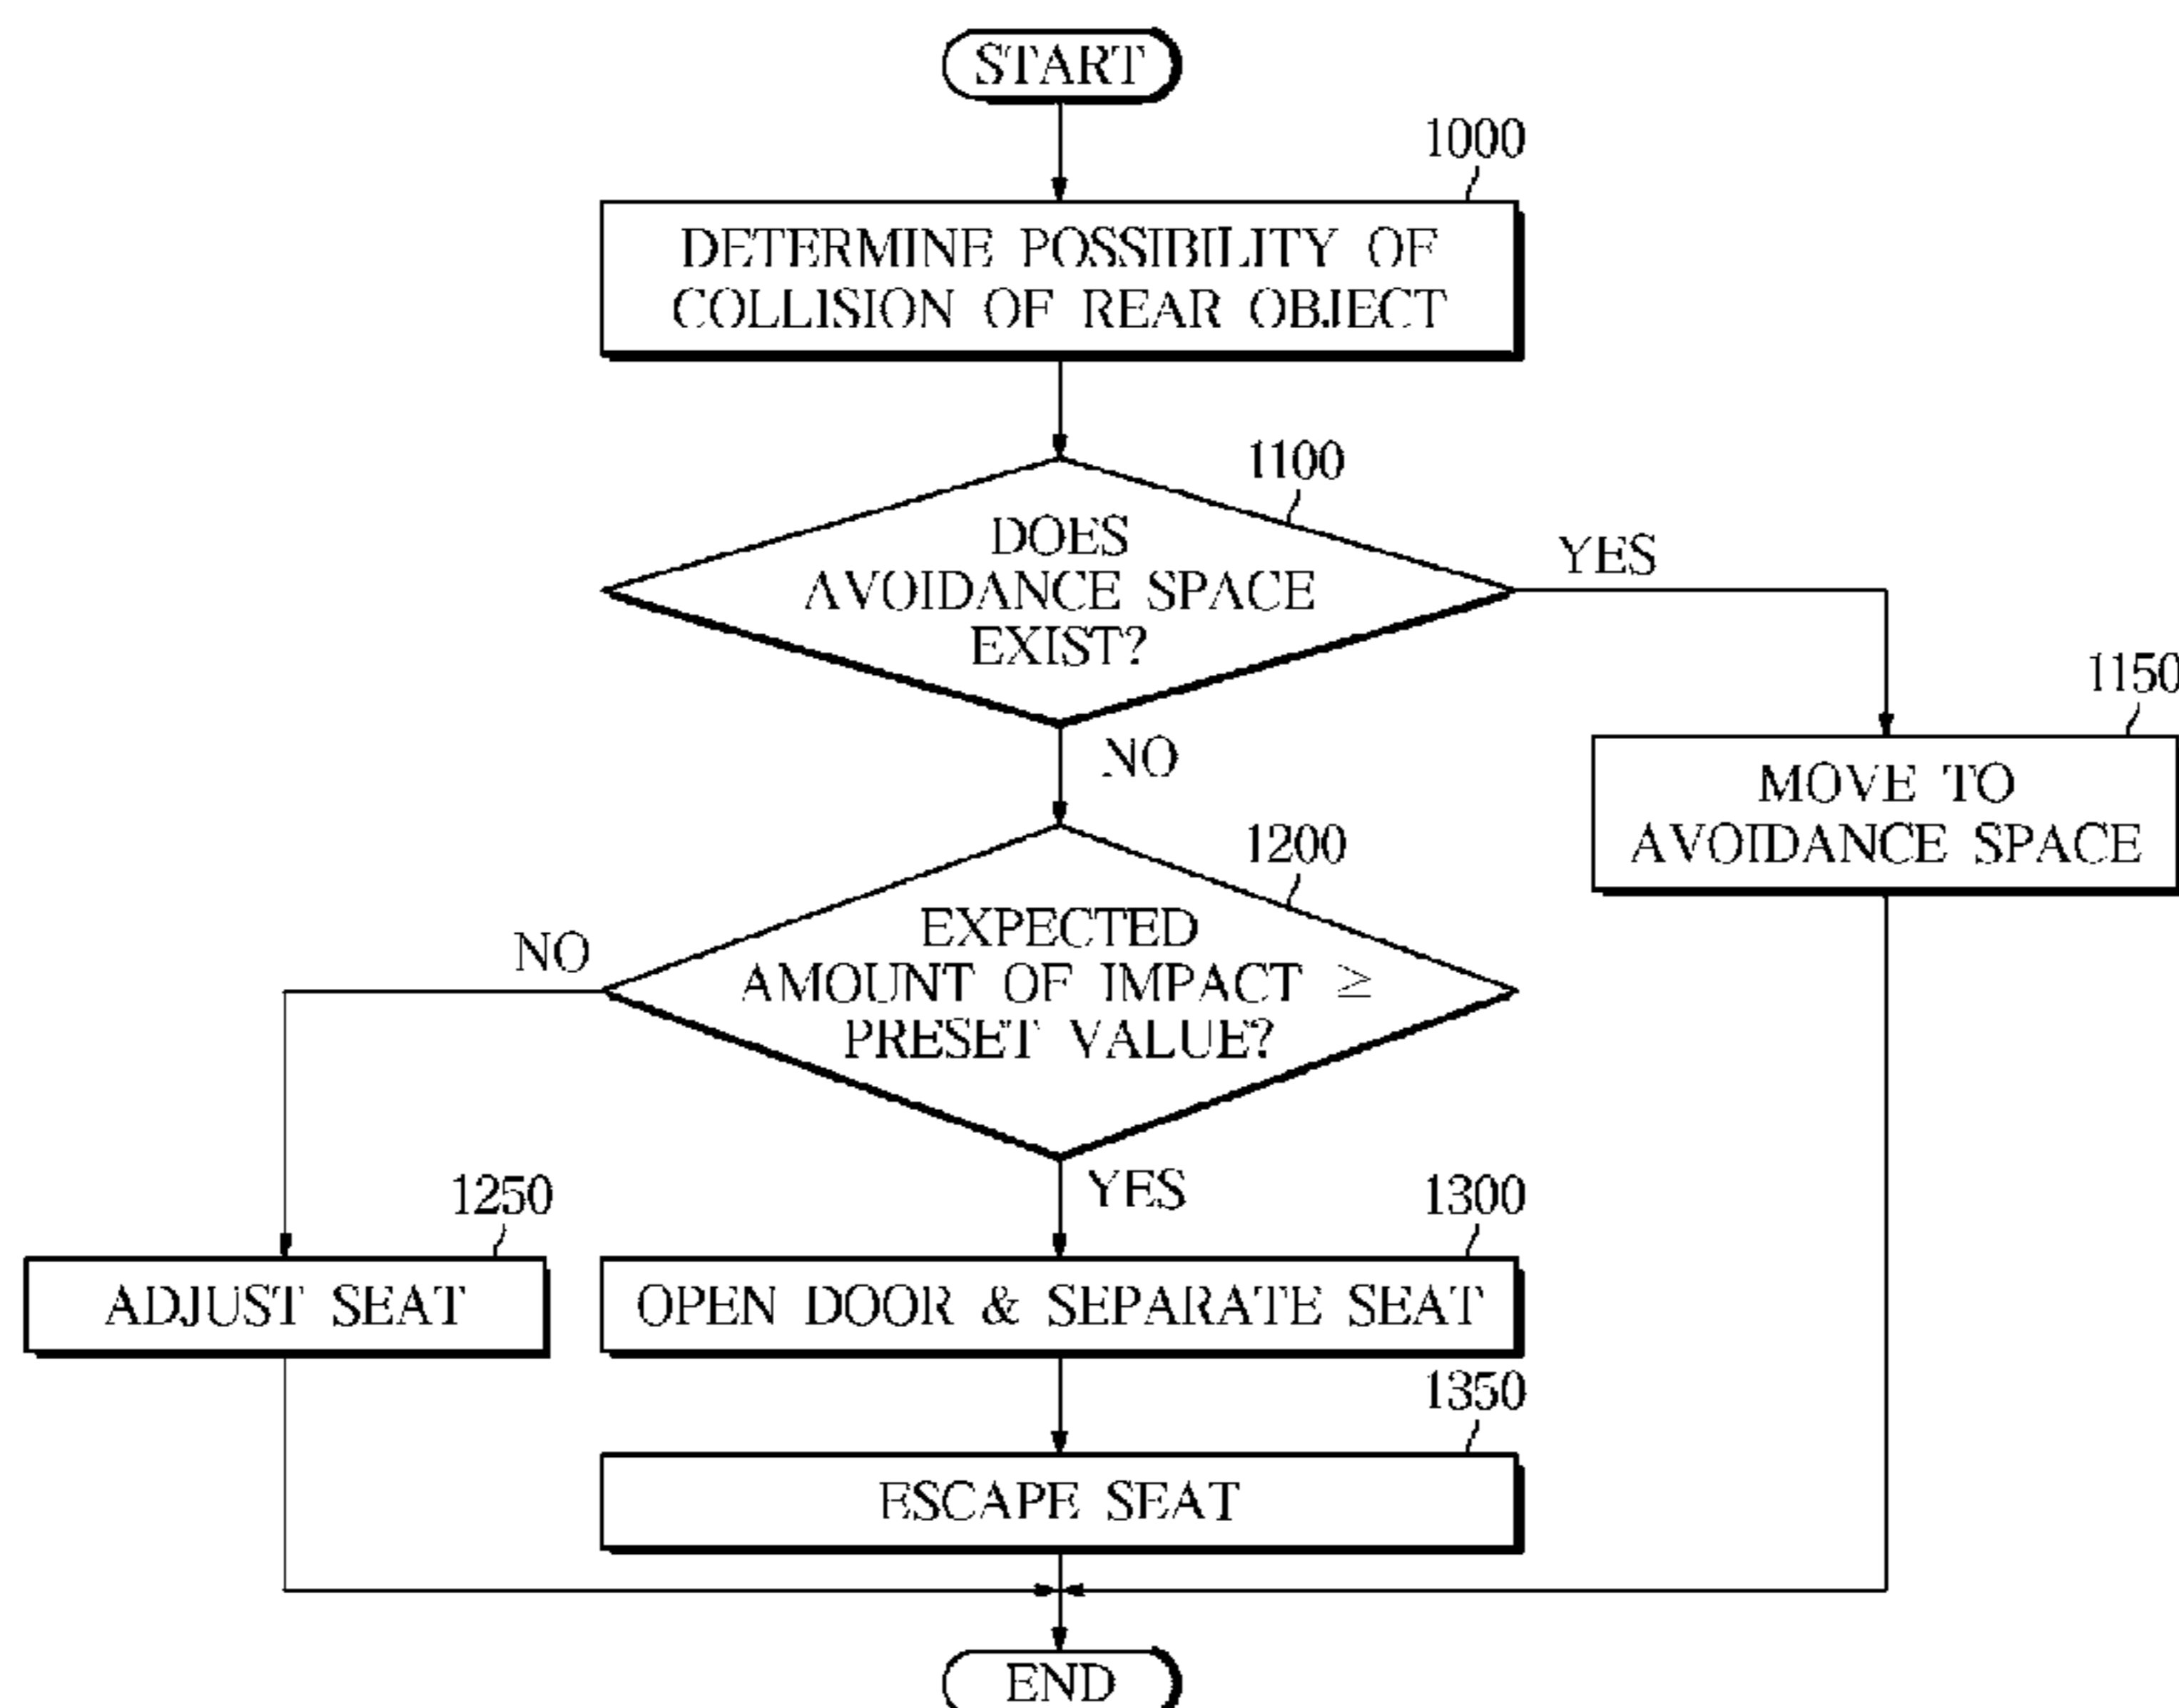 START
1000
DETERMINE POSSIBILITY OF
COLLISION OF REAR OBJECT
1100
DOES
AVOIDANCE SPACE
EXIST?
YES
1150
MOVE TO
AVOIDANCE SPACE
NO
1200
EXPECTED
AMOUNT OF IMPACT ≥
PRESET VALUE?
NO
YES
1250
ADJUST SEAT
1300
OPEN DOOR & SEPARATE SEAT
1350
ESCAPE SEAT
END